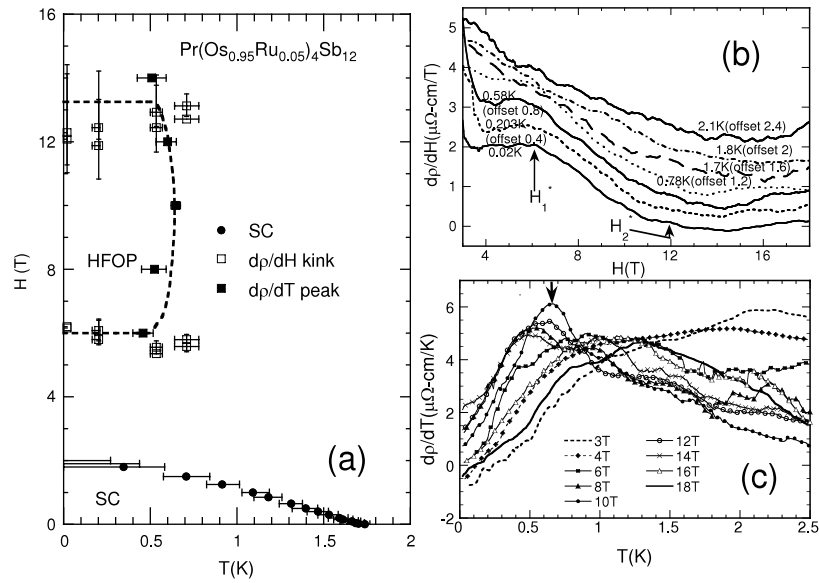 (a)
Pr(Os0.95Ru0.05)4Sb12
16
12
8
4
0
H (T)
SC
dρ/dH kink
dρ/dT peak
HFOP
SC
0
0.5
1
1.5
2
T(K)
(b)
dρ/dH(μΩ-cm/T)
5
4
3
2
1
0
0.58K
(offset 0.8)
0.203K
(offset 0.4)
0.02K
2.1K(offset 2.4)
1.8K(offset 2)
1.7K(offset 1.6)
0.78K(offset 1.2)
H1*
H2*
4
8
12
16
H(T)
(c)
dρ/dT(μΩ-cm/K)
6
4
2
0
-2
3T
4T
6T
8T
10T
12T
14T
16T
18T
0
0.5
1
1.5
2
2.5
T(K)